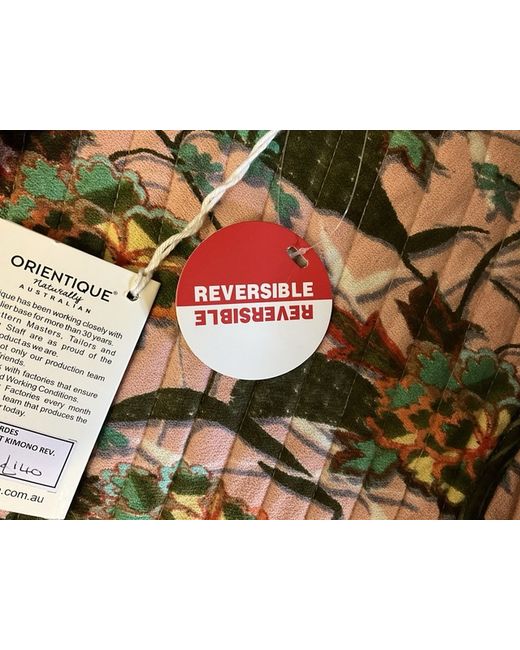 ORIENTIQUE®
Naturally
AUSTRALIAN
ique has been working closely with
lier base for more than 30 years.
ttern Masters, Tailors and
Staff are as proud of the
oduct as we are.
ot only our production team
riends.
s with factories that ensure
d Working Conditions.
Factories every month
team that produces the
today.
RDES
T KIMONO REV.
£140
.com.au
REVERSIBLE
REVERSIBLE